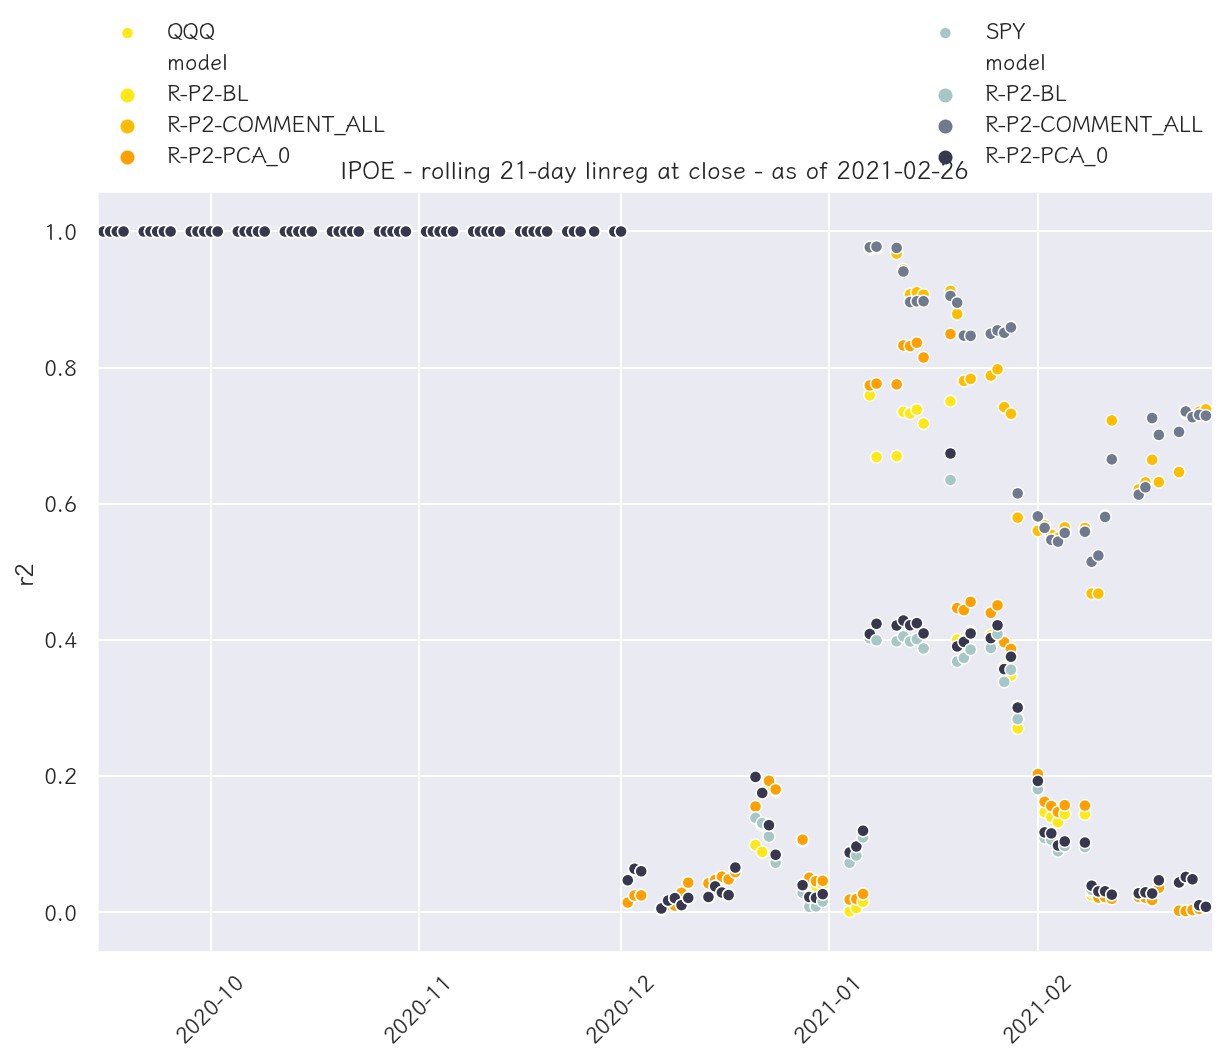 QQQ
model
R-P2-BL
R-P2-COMMENT_ALL
R-P2-PCA_0
SPY
model
R-P2-BL
R-P2-COMMENT_ALL
R-P2-PCA_0
IPOE - rolling 21-day linreg at close - as of 2021-02-26
1.0
0.8
0.6
0.4
0.2
0.0
r2
2020-10
2020-11
2020-12
2021-01
2021-02